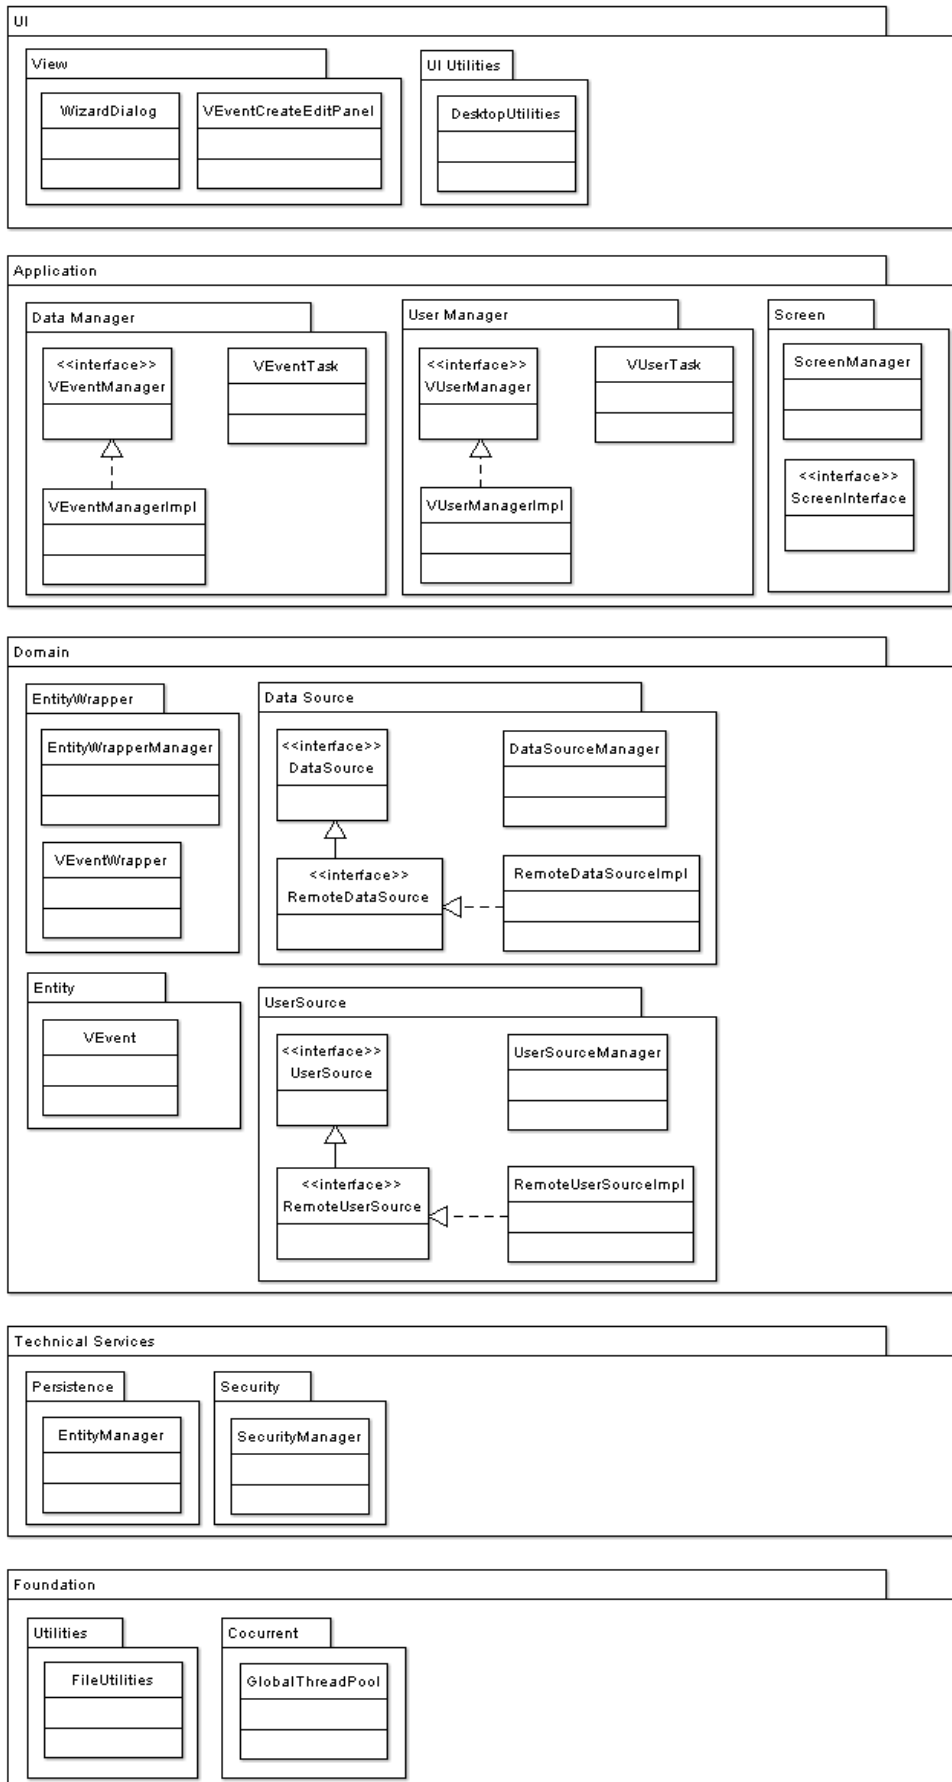 UI
View
UI Utilities
WizardDialog
VEventCreateEditPanel
DesktopUtilities
Application
Data Manager
User Manager
Screen
<<interface>>
VEventManager
VEventTask
VEventManagerImpl
<<interface>>
VUserManager
VUserTask
VUserManagerImpl
ScreenManager
<<interface>>
ScreenInterface
Domain
EntityWrapper
EntityWrapperManager
VEventWrapper
Data Source
<<interface>>
DataSource
DataSourceManager
<<interface>>
RemoteDataSource
RemoteDataSourceImpl
Entity
VEvent
UserSource
<<interface>>
UserSource
UserSourceManager
<<interface>>
RemoteUserSource
RemoteUserSourceImpl
Technical Services
Persistence
EntityManager
Security
SecurityManager
Foundation
Utilities
FileUtilities
Cocurrent
GlobalThreadPool